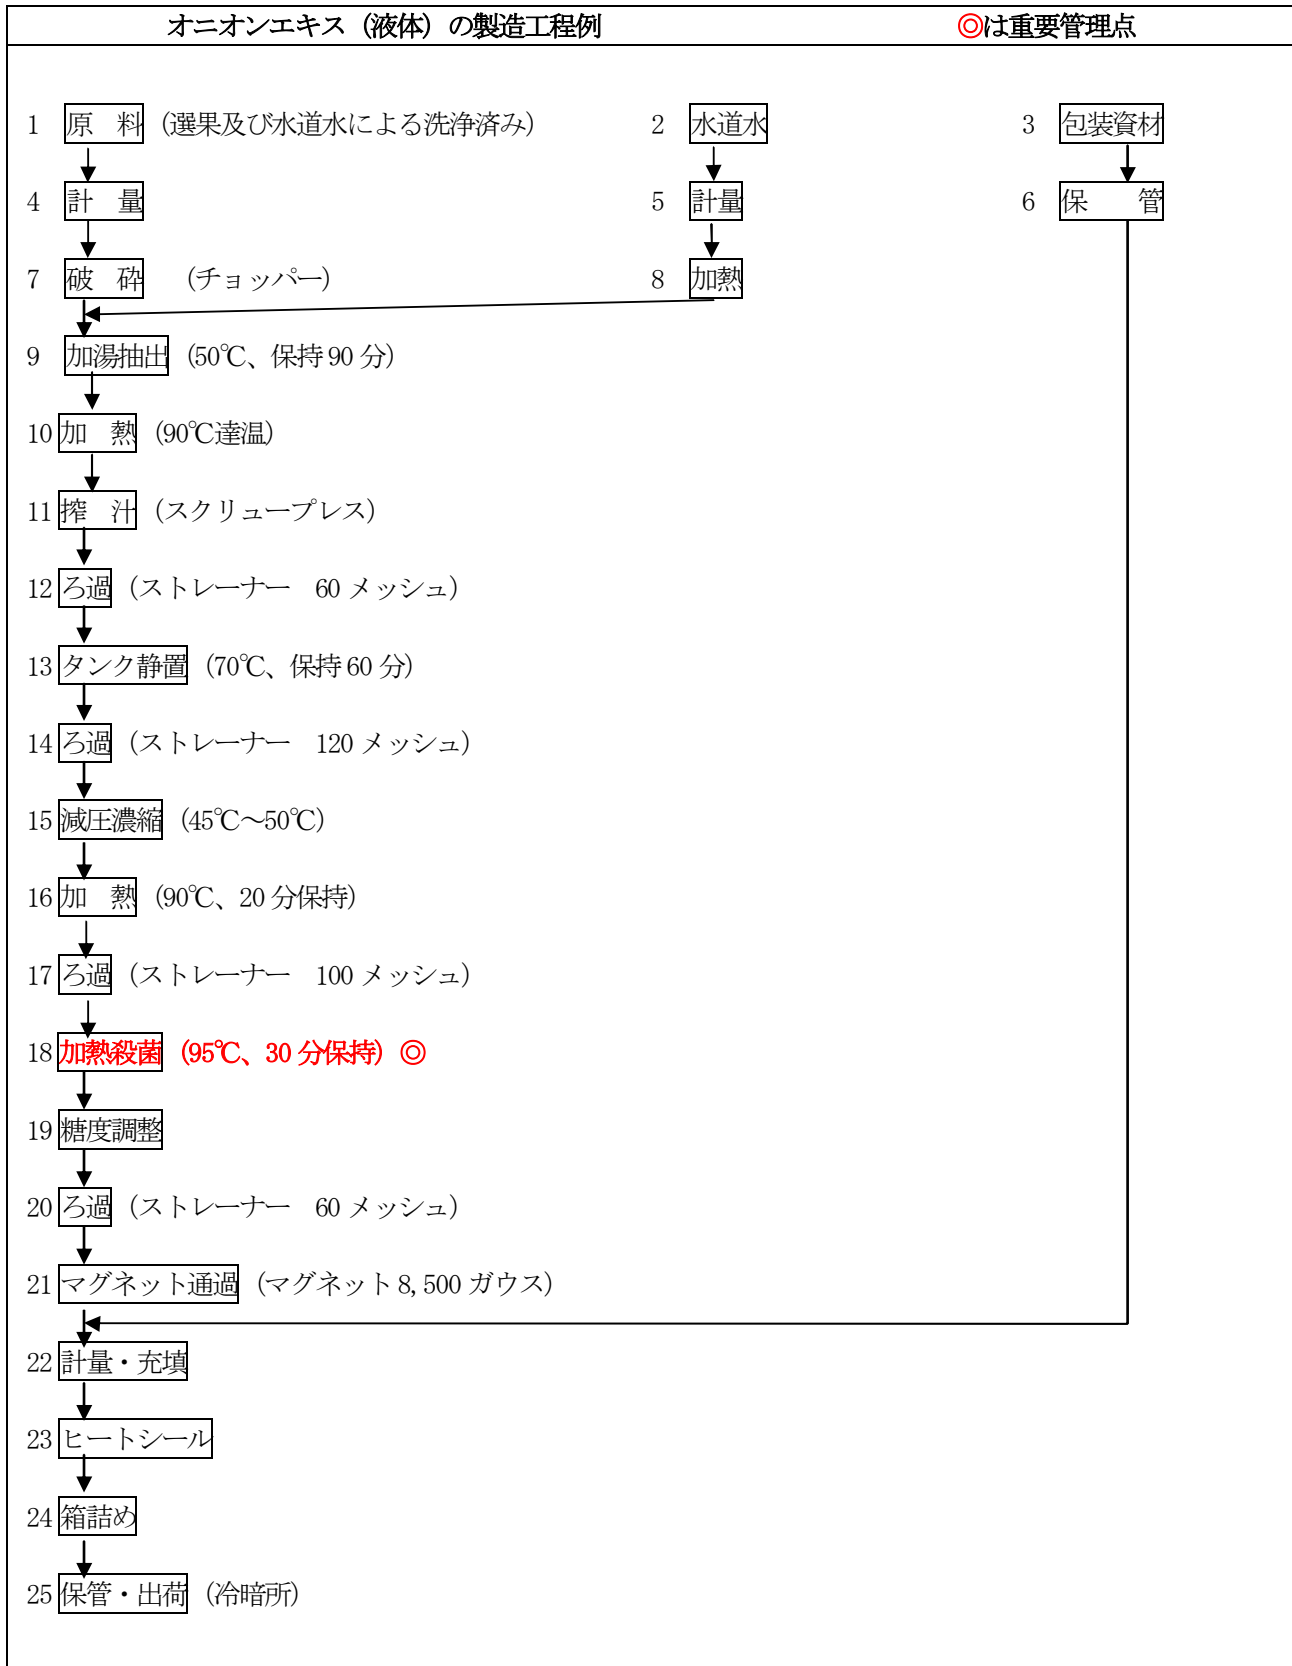 オニオンエキス（液体）の製造工程例 ◎は重要管理点
1 原　料（選果及び水道水による洗浄済み） 2 水道水 3 包装資材
4 計　量 5 計量 6 保　　管
7 破　砕　（チョッパー） 8 加熱
9 加湯抽出（50℃、保持 90 分）
10 加　熱（90℃達温）
11 搾　汁（スクリュープレス）
12 ろ過（ストレーナー　60 メッシュ）
13 タンク静置（70℃、保持 60 分）
14 ろ過（ストレーナー　120 メッシュ）
15 減圧濃縮（45℃～50℃）
16 加　熱（90℃、20 分保持）
17 ろ過（ストレーナー　100 メッシュ）
18 加熱殺菌（95℃、30 分保持）◎
19 糖度調整
20 ろ過（ストレーナー　60 メッシュ）
21 マグネット通過（マグネット 8,500 ガウス）
22 計量・充填
23 ヒートシール
24 箱詰め
25 保管・出荷（冷暗所）